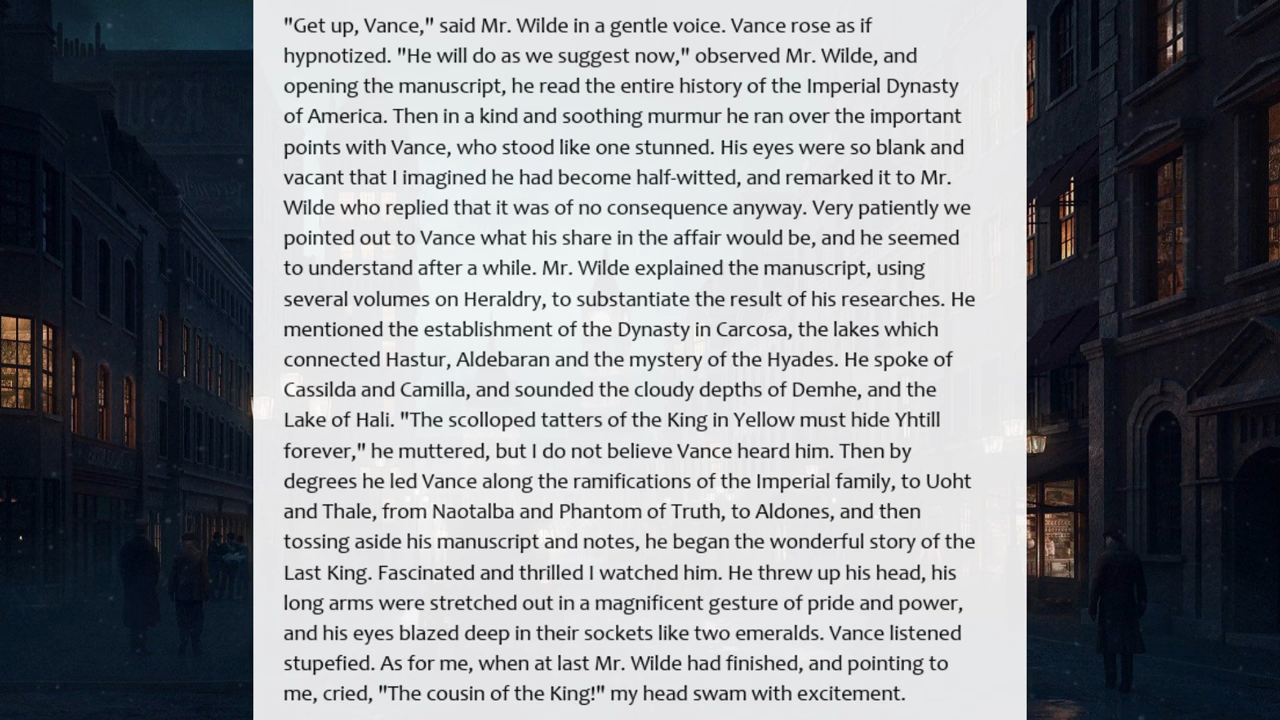 "Get up, Vance," said Mr. Wilde in a gentle voice. Vance rose as if
hypnotized. "He will do as we suggest now," observed Mr. Wilde, and
opening the manuscript, he read the entire history of the Imperial Dynasty
of America. Then in a kind and soothing murmur he ran over the important
points with Vance, who stood like one stunned. His eyes were so blank and
vacant that I imagined he had become half-witted, and remarked it to Mr.
Wilde who replied that it was of no consequence anyway. Very patiently we
pointed out to Vance what his share in the affair would be, and he seemed
to understand after a while. Mr. Wilde explained the manuscript, using
several volumes on Heraldry, to substantiate the result of his researches. He
mentioned the establishment of the Dynasty in Carcosa, the lakes which
connected Hastur, Aldebaran and the mystery of the Hyades. He spoke of
Cassilda and Camilla, and sounded the cloudy depths of Demhe, and the
Lake of Hali. "The scolloped tatters of the King in Yellow must hide Yhtill
forever," he muttered, but I do not believe Vance heard him. Then by
degrees he led Vance along the ramifications of the Imperial family, to Uoht
and Thale, from Naotalba and Phantom of Truth, to Aldones, and then
tossing aside his manuscript and notes, he began the wonderful story of the
Last King. Fascinated and thrilled I watched him. He threw up his head, his
long arms were stretched out in a magnificent gesture of pride and power,
and his eyes blazed deep in their sockets like two emeralds. Vance listened
stupefied. As for me, when at last Mr. Wilde had finished, and pointing to
me, cried, "The cousin of the King!" my head swam with excitement.